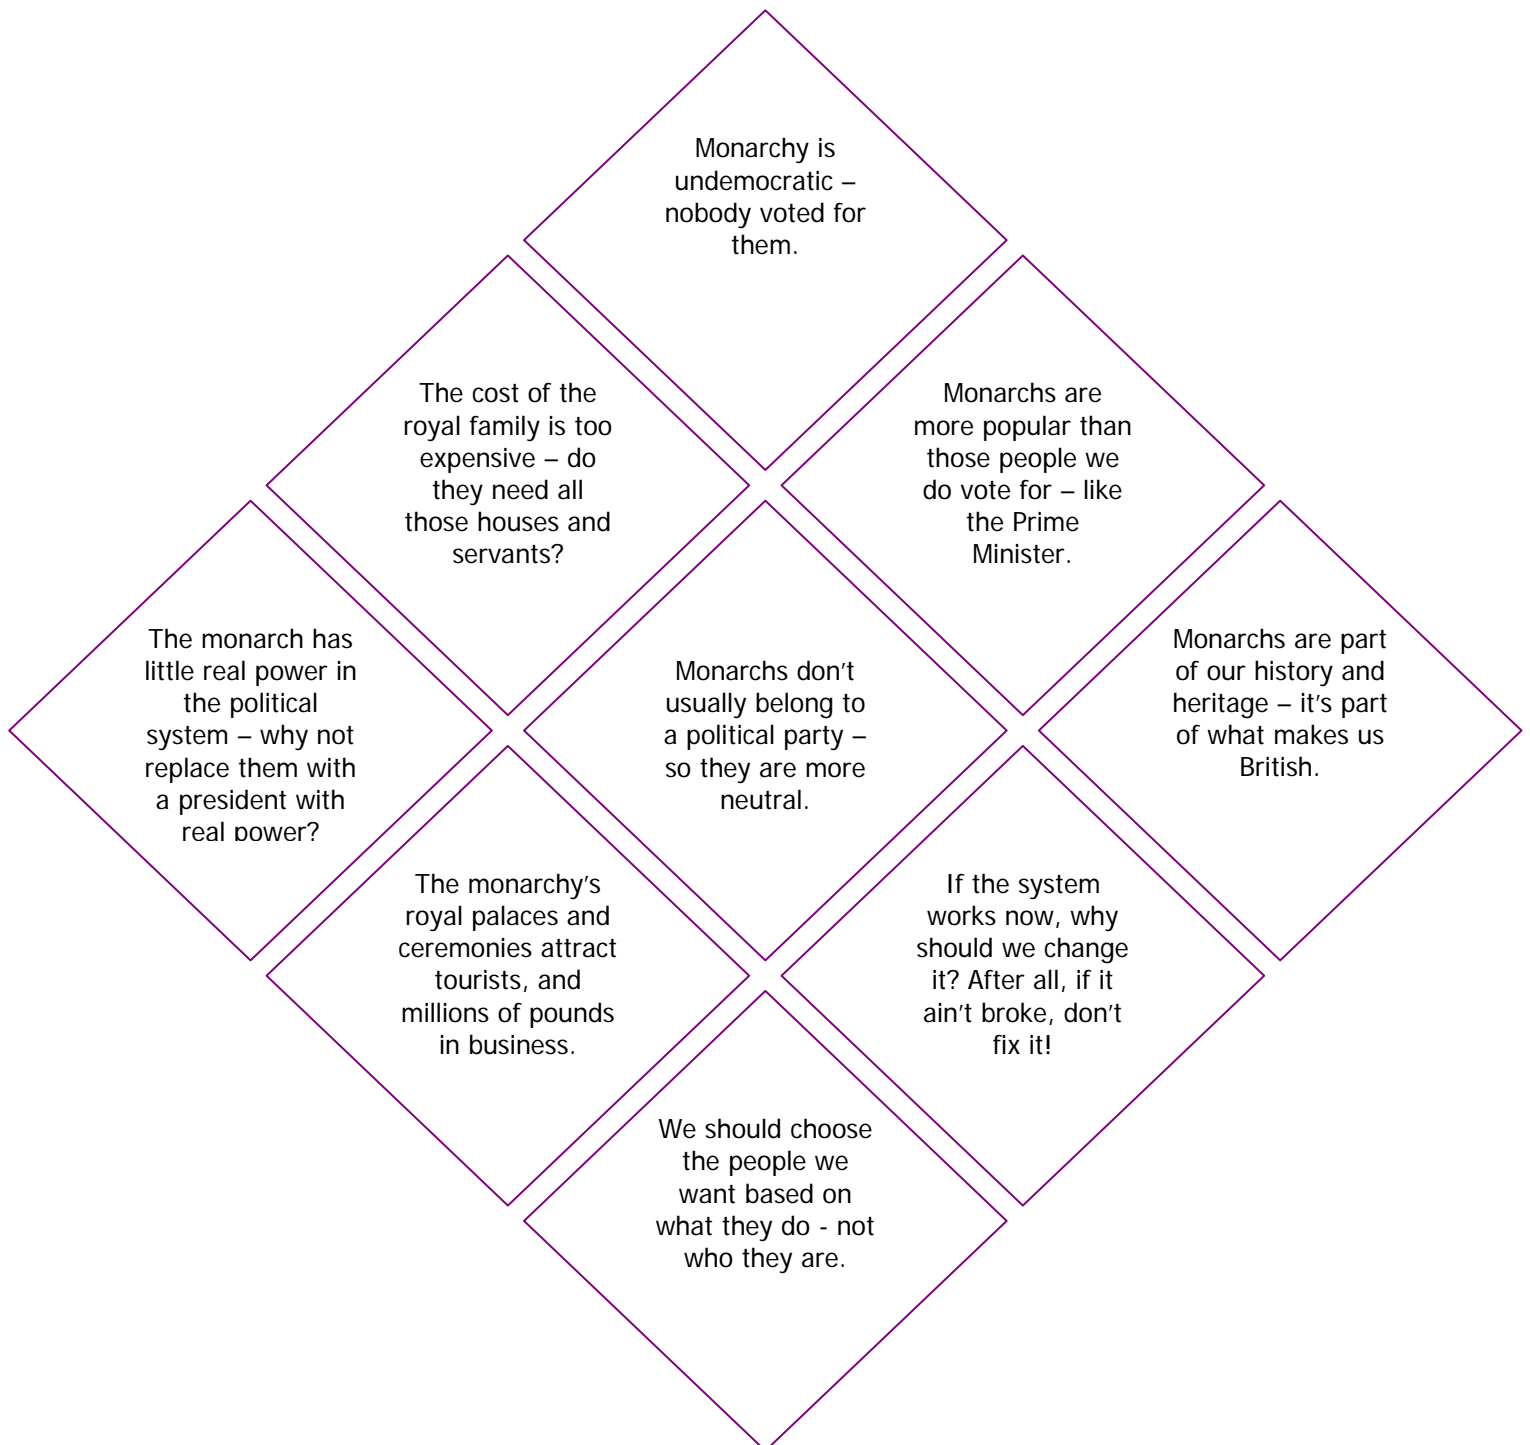 Monarchy is
undemocratic –
nobody voted for
them.
The cost of the
royal family is too
expensive – do
they need all
those houses and
servants?
Monarchs are
more popular than
those people we
do vote for – like
the Prime
Minister.
The monarch has
little real power in
the political
system – why not
replace them with
a president with
real power?
Monarchs don't
usually belong to
a political party –
so they are more
neutral.
Monarchs are part
of our history and
heritage – it's part
of what makes us
British.
The monarchy's
royal palaces and
ceremonies attract
tourists, and
millions of pounds
in business.
If the system
works now, why
should we change
it? After all, if it
ain't broke, don't
fix it!
We should choose
the people we
want based on
what they do - not
who they are.